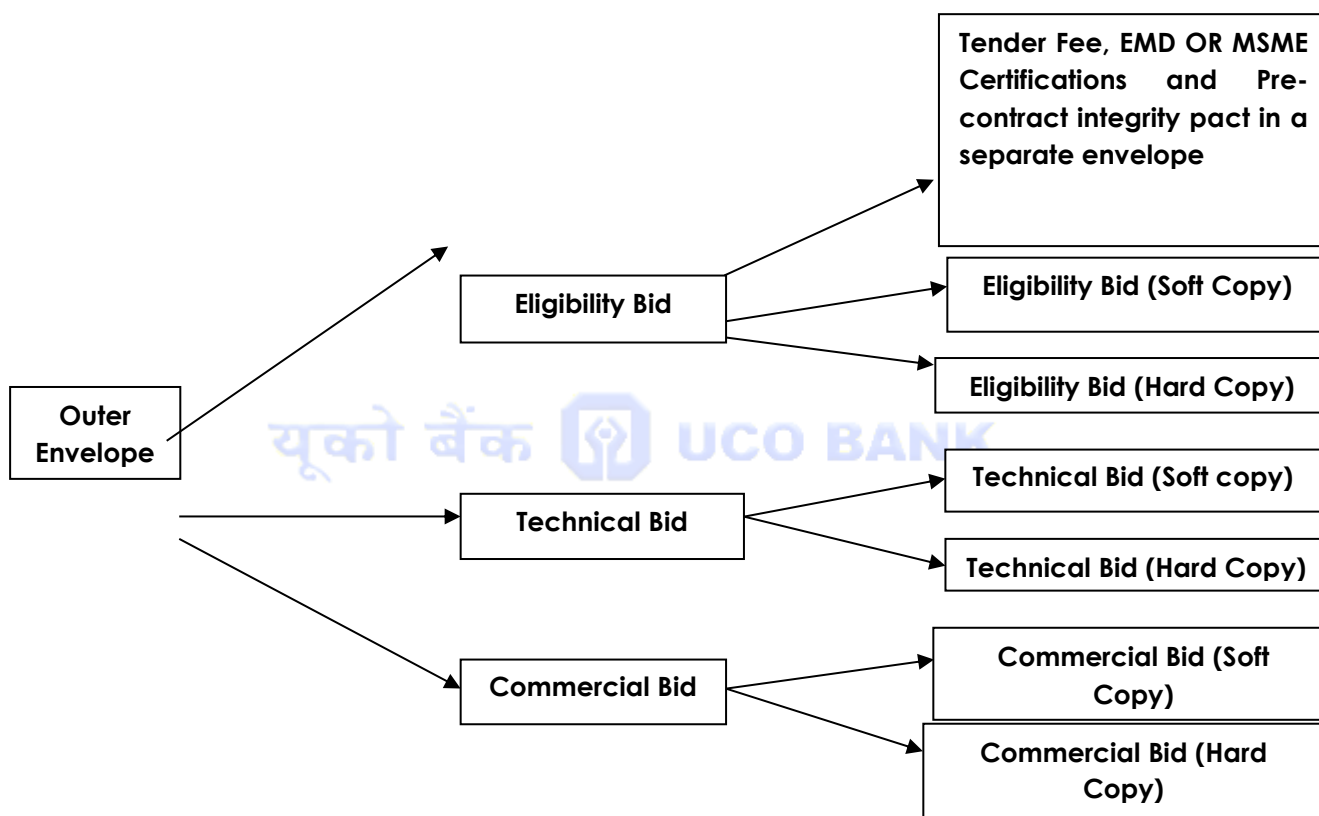 Tender Fee, EMD OR MSME
Certifications and Pre-
contract integrity pact in a
separate envelope
Eligibility Bid
Eligibility Bid (Soft Copy)
Eligibility Bid (Hard Copy)
Outer
Envelope
यूको बैंक UCO BANK
Technical Bid
Technical Bid (Soft copy)
Technical Bid (Hard Copy)
Commercial Bid
Commercial Bid (Soft
Copy)
Commercial Bid (Hard
Copy)